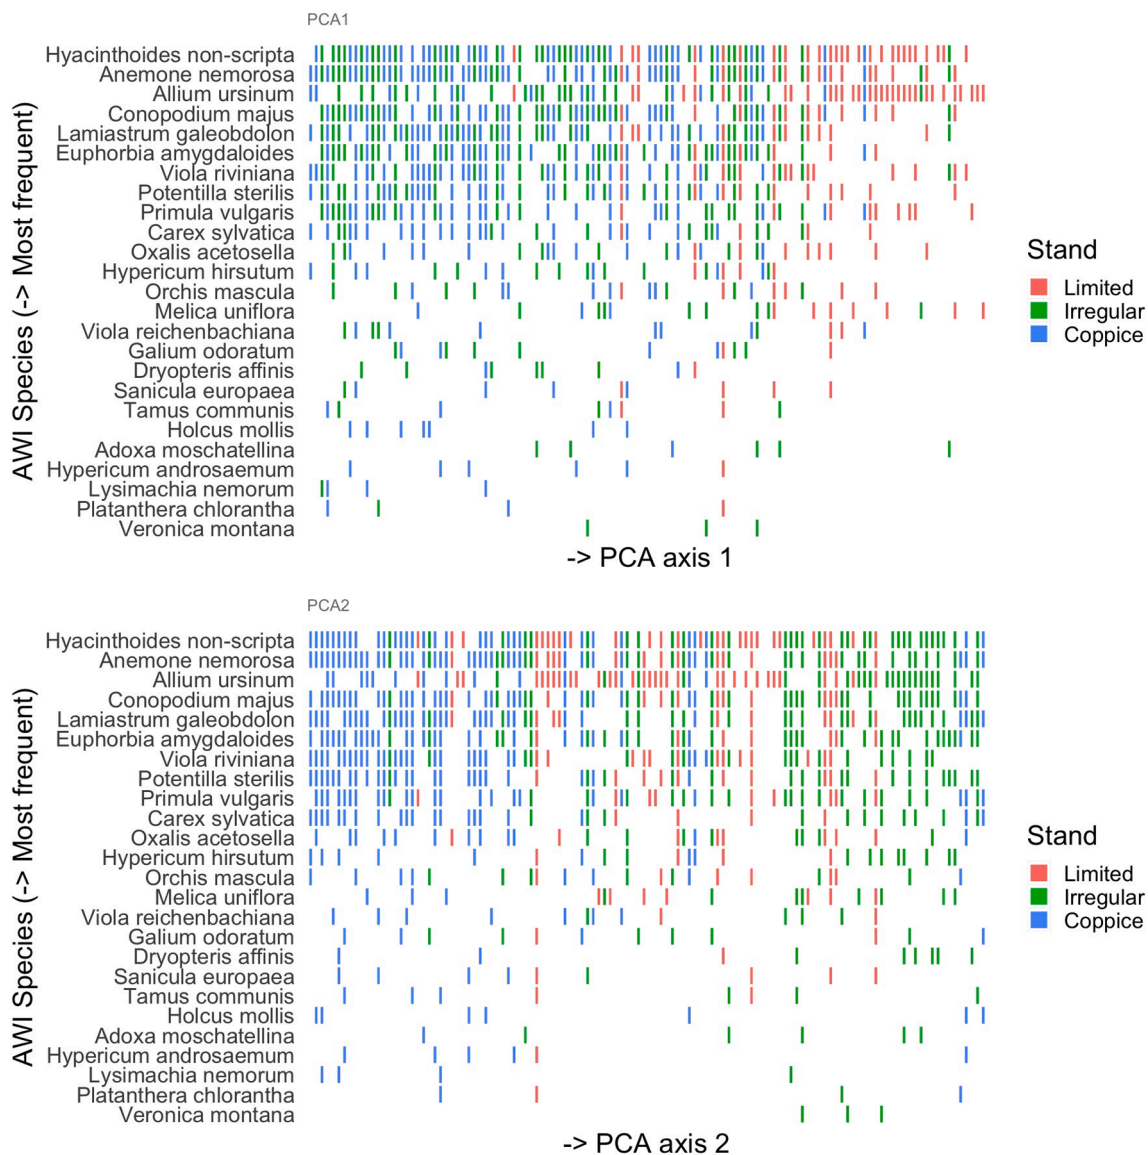 PCA1
Hyacinthoides non-scripta
Anemone nemorosa
Allium ursinum
Conopodium majus
Lamiastrum galeobdolon
Euphorbia amygdaloides
Viola riviniana
Potentilla sterilis
Primula vulgaris
Carex sylvatica
Oxalis acetosella
Hypericum hirsutum
Orchis mascula
Melica uniflora
Viola reichenbachiana
Galium odoratum
Dryopteris affinis
Sanicula europaea
Tamus communis
Holcus mollis
Adoxa moschatellina
Hypericum androsaemum
Lysimachia nemorum
Platanthera chlorantha
Veronica montana
AWI Species (-> Most frequent)
-> PCA axis 1
Stand
Limited
Irregular
Coppice
PCA2
Hyacinthoides non-scripta
Anemone nemorosa
Allium ursinum
Conopodium majus
Lamiastrum galeobdolon
Euphorbia amygdaloides
Viola riviniana
Potentilla sterilis
Primula vulgaris
Carex sylvatica
Oxalis acetosella
Hypericum hirsutum
Orchis mascula
Melica uniflora
Viola reichenbachiana
Galium odoratum
Dryopteris affinis
Sanicula europaea
Tamus communis
Holcus mollis
Adoxa moschatellina
Hypericum androsaemum
Lysimachia nemorum
Platanthera chlorantha
Veronica montana
AWI Species (-> Most frequent)
-> PCA axis 2
Stand
Limited
Irregular
Coppice